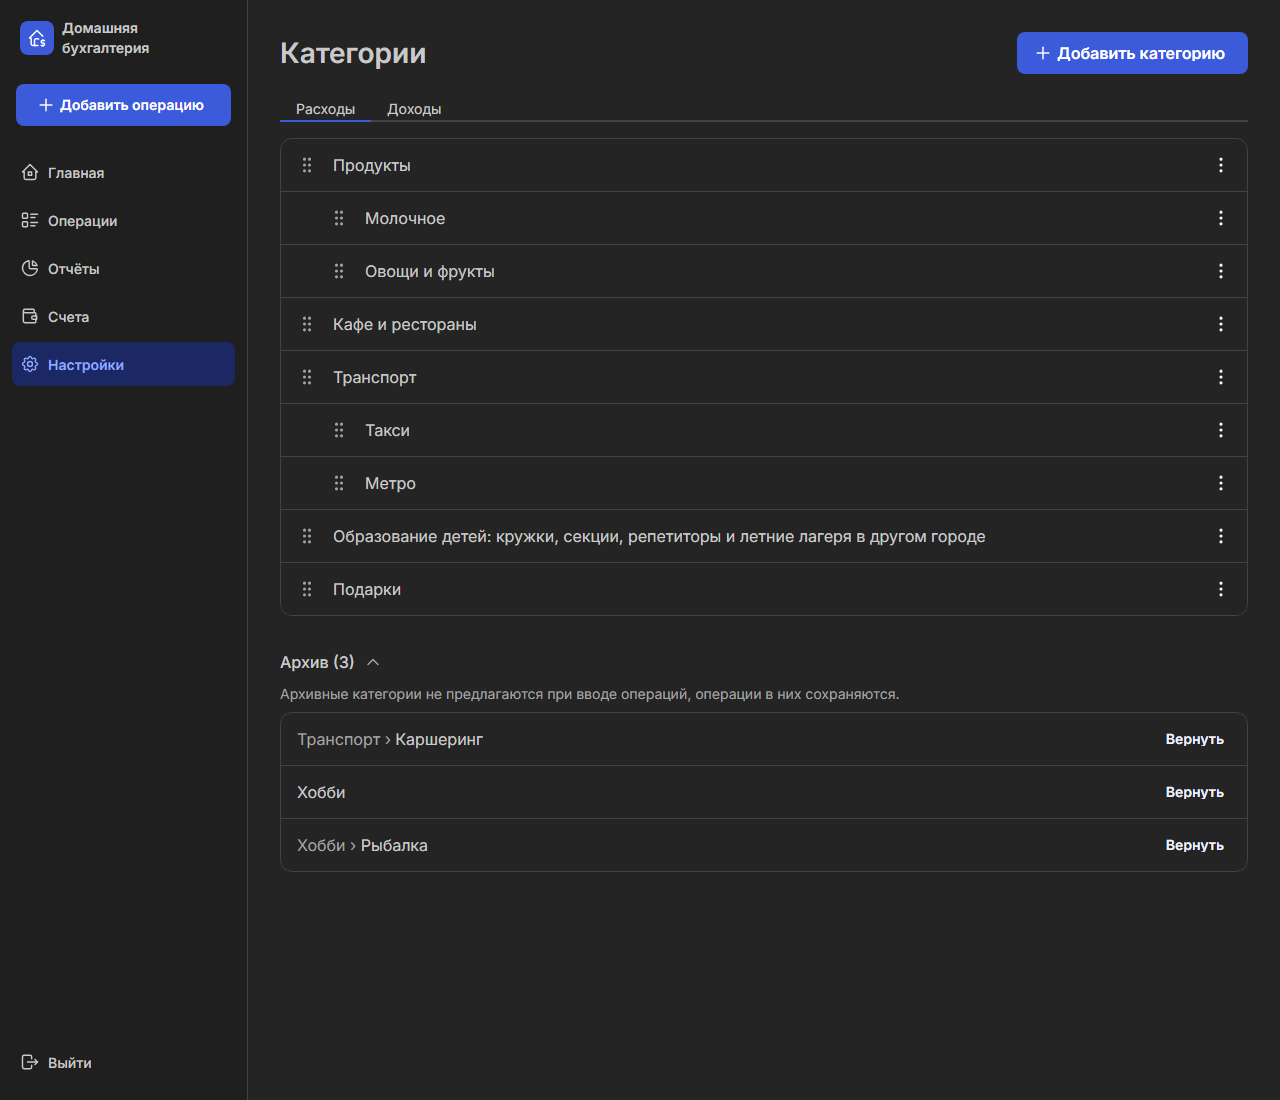 Домашняя
бухгалтерия
Добавить операцию
Главная
Операции
Отчёты
Счета
Настройки
Выйти
Категории
Добавить категорию
Расходы
Доходы
Продукты
Молочное
Овощи и фрукты
Кафе и рестораны
Транспорт
Такси
Метро
Образование детей: кружки, секции, репетиторы и летние лагеря в другом городе
Подарки
Архив (3)
Архивные категории не предлагаются при вводе операций, операции в них сохраняются.
Транспорт › Каршеринг
Вернуть
Хобби
Вернуть
Хобби › Рыбалка
Вернуть